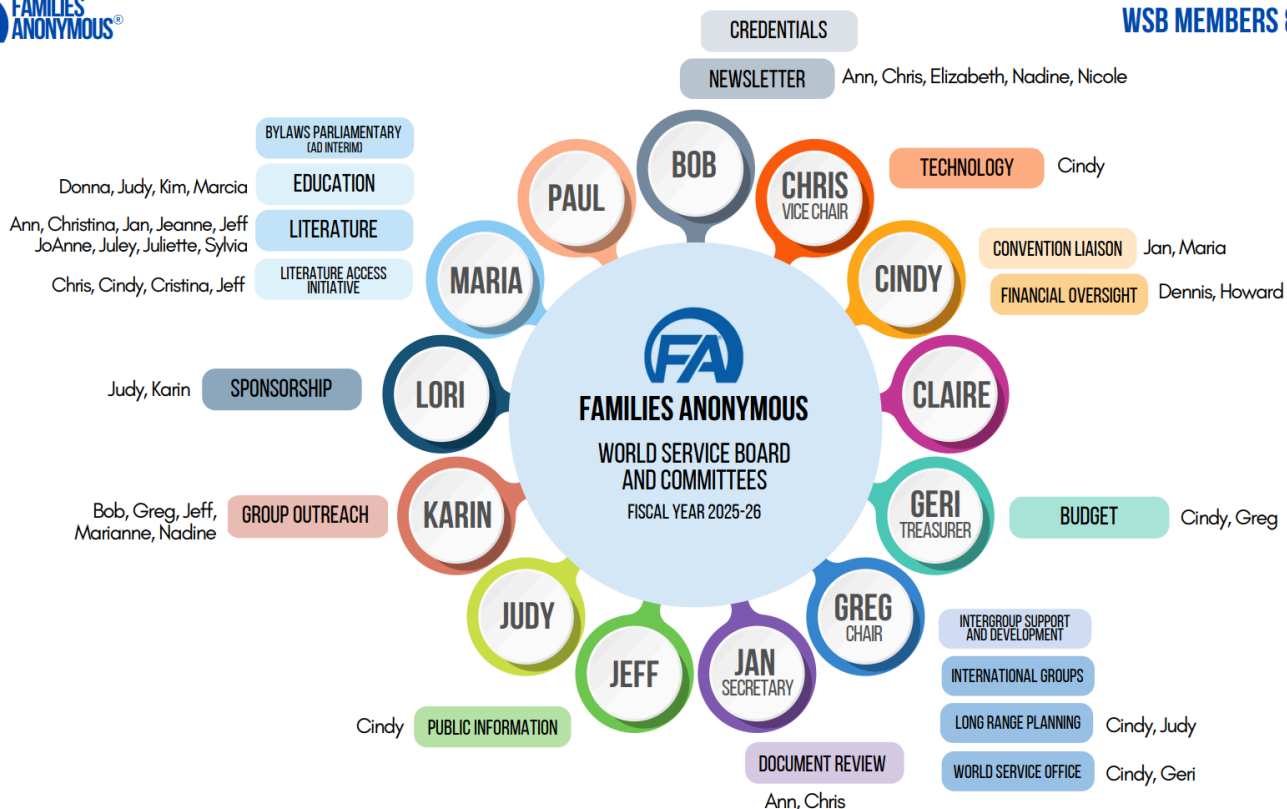 FAMILIES
ANONYMOUS®
WSB MEMBERS
CREDENTIALS
NEWSLETTER
Ann, Chris, Elizabeth, Nadine, Nicole
BYLAWS PARLIAMENTARY
(AD INTERIM)
Donna, Judy, Kim, Marcia
EDUCATION
Ann, Christina, Jan, Jeanne, Jeff
JoAnne, Juley, Juliette, Sylvia
LITERATURE
Chris, Cindy, Cristina, Jeff
LITERATURE ACCESS
INITIATIVE
PAUL
BOB
CHRIS
VICE CHAIR
TECHNOLOGY
Cindy
MARIA
CINDY
CONVENTION LIAISON
Jan, Maria
FINANCIAL OVERSIGHT
Dennis, Howard
FA
FAMILIES ANONYMOUS
WORLD SERVICE BOARD
AND COMMITTEES
FISCAL YEAR 2025-26
Judy, Karin
SPONSORSHIP
LORI
CLAIRE
Bob, Greg, Jeff,
Marianne, Nadine
GROUP OUTREACH
KARIN
GERI
TREASURER
BUDGET
Cindy, Greg
JUDY
GREG
CHAIR
INTERGROUP SUPPORT
AND DEVELOPMENT
INTERNATIONAL GROUPS
LONG RANGE PLANNING
Cindy, Judy
WORLD SERVICE OFFICE
Cindy, Geri
JEFF
JAN
SECRETARY
Cindy
PUBLIC INFORMATION
DOCUMENT REVIEW
Ann, Chris